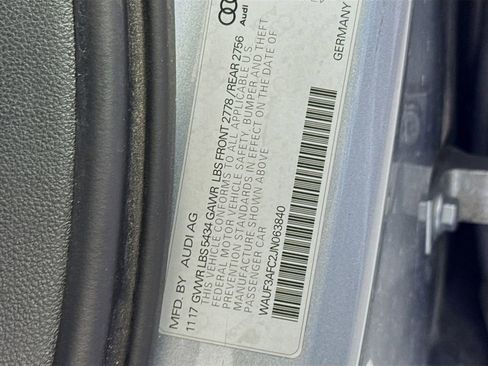 MFD. BY AUDI AG
11 17 GVWR LBS 5434 GAWR LBS FRONT 2778 /REAR 2756
THIS VEHICLE CONFORMS TO ALL APPLICABLE U.S.
FEDERAL MOTOR VEHICLE SAFETY, BUMPER AND THEFT
PREVENTION STANDARDS IN EFFECT ON THE DATE OF
MANUFACTURE SHOWN ABOVE
PASSENGER CAR
WAUF3AFC2JN063840
Audi
GERMANY